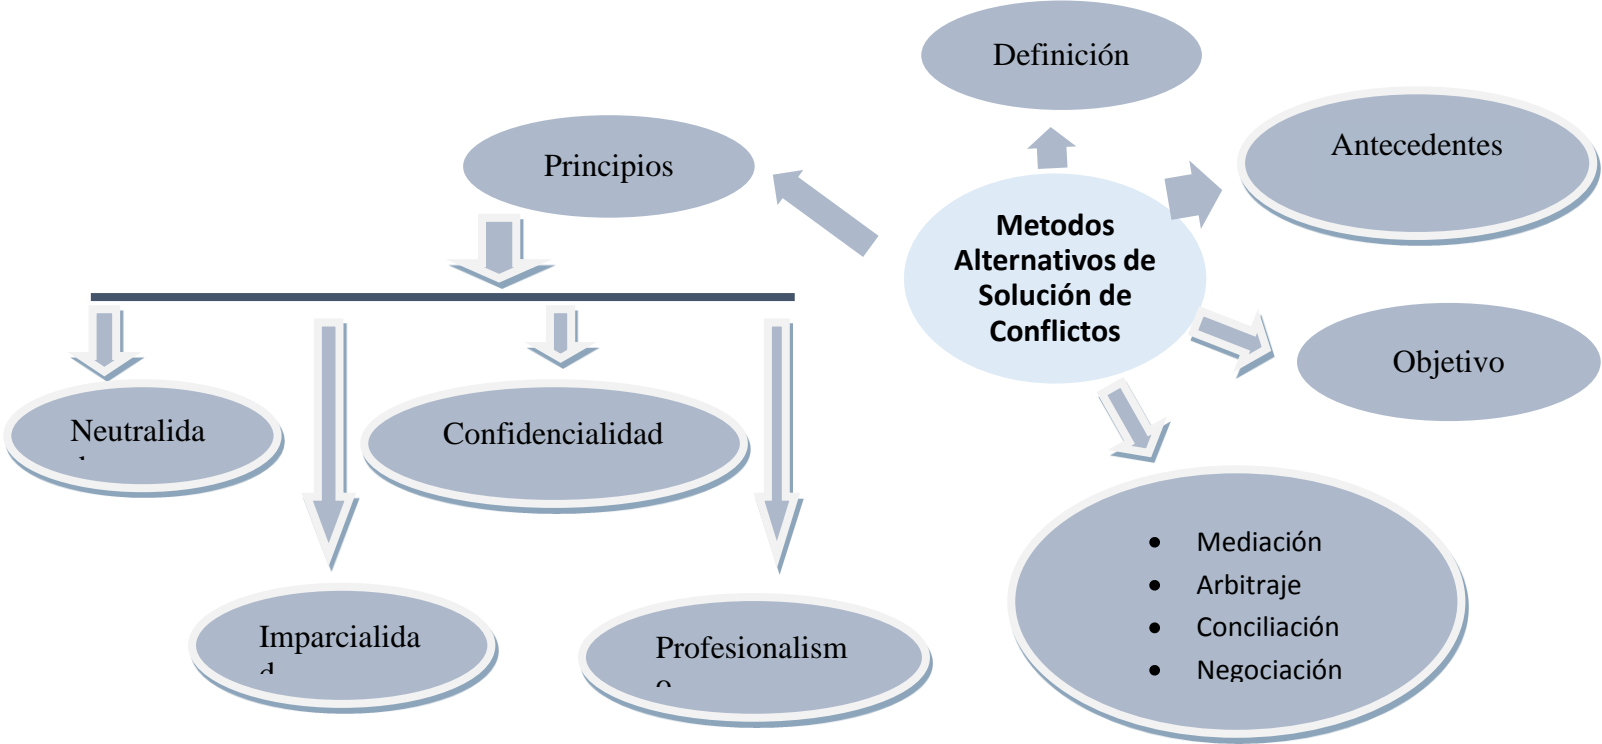 Definición
Antecedentes
Principios
Metodos
Alternativos de
Solución de
Conflictos
Objetivo
Neutralida
d
Confidencialidad
Imparcialida
d
Profesionalism
o
• Mediación
• Arbitraje
• Conciliación
• Negociación